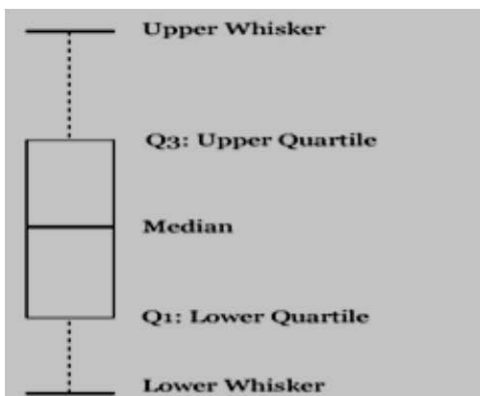 Upper Whisker
Q3: Upper Quartile
Median
Q1: Lower Quartile
Lower Whisker